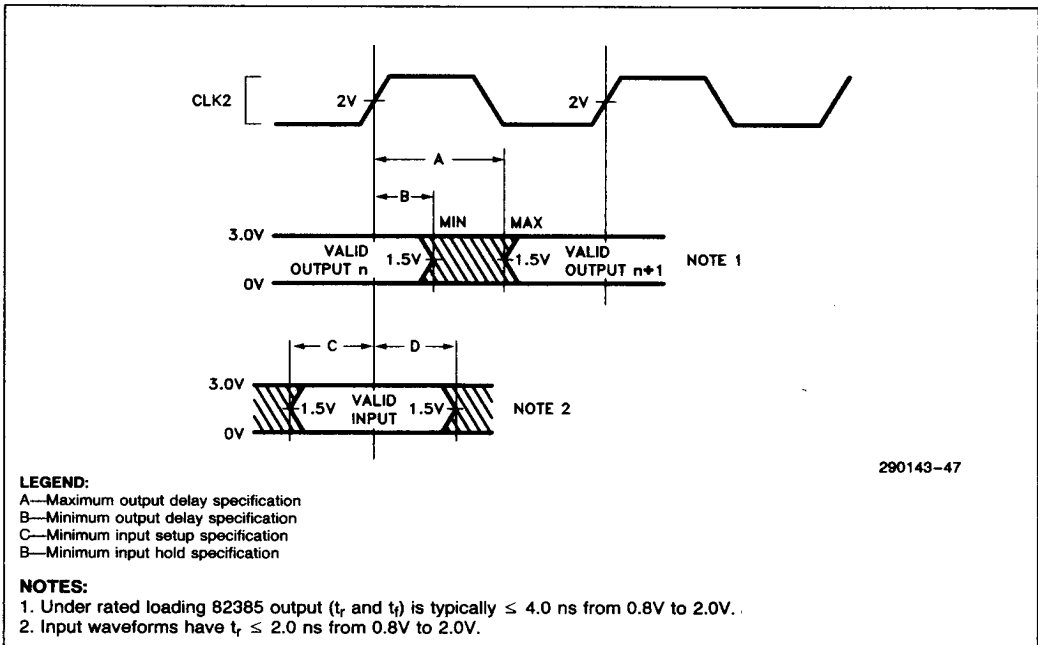 CLK2
2V
2V
A
B
MIN
MAX
3.0V
VALID
OUTPUT n
1.5V
1.5V
VALID
OUTPUT n+1
NOTE 1
0V
C
D
3.0V
1.5V
VALID
INPUT
1.5V
NOTE 2
0V
290143–47
LEGEND:
A—Maximum output delay specification
B—Minimum output delay specification
C—Minimum input setup specification
B—Minimum input hold specification
NOTES:
1. Under rated loading 82385 output (tr and tf) is typically ≤ 4.0 ns from 0.8V to 2.0V.
2. Input waveforms have tr ≤ 2.0 ns from 0.8V to 2.0V.